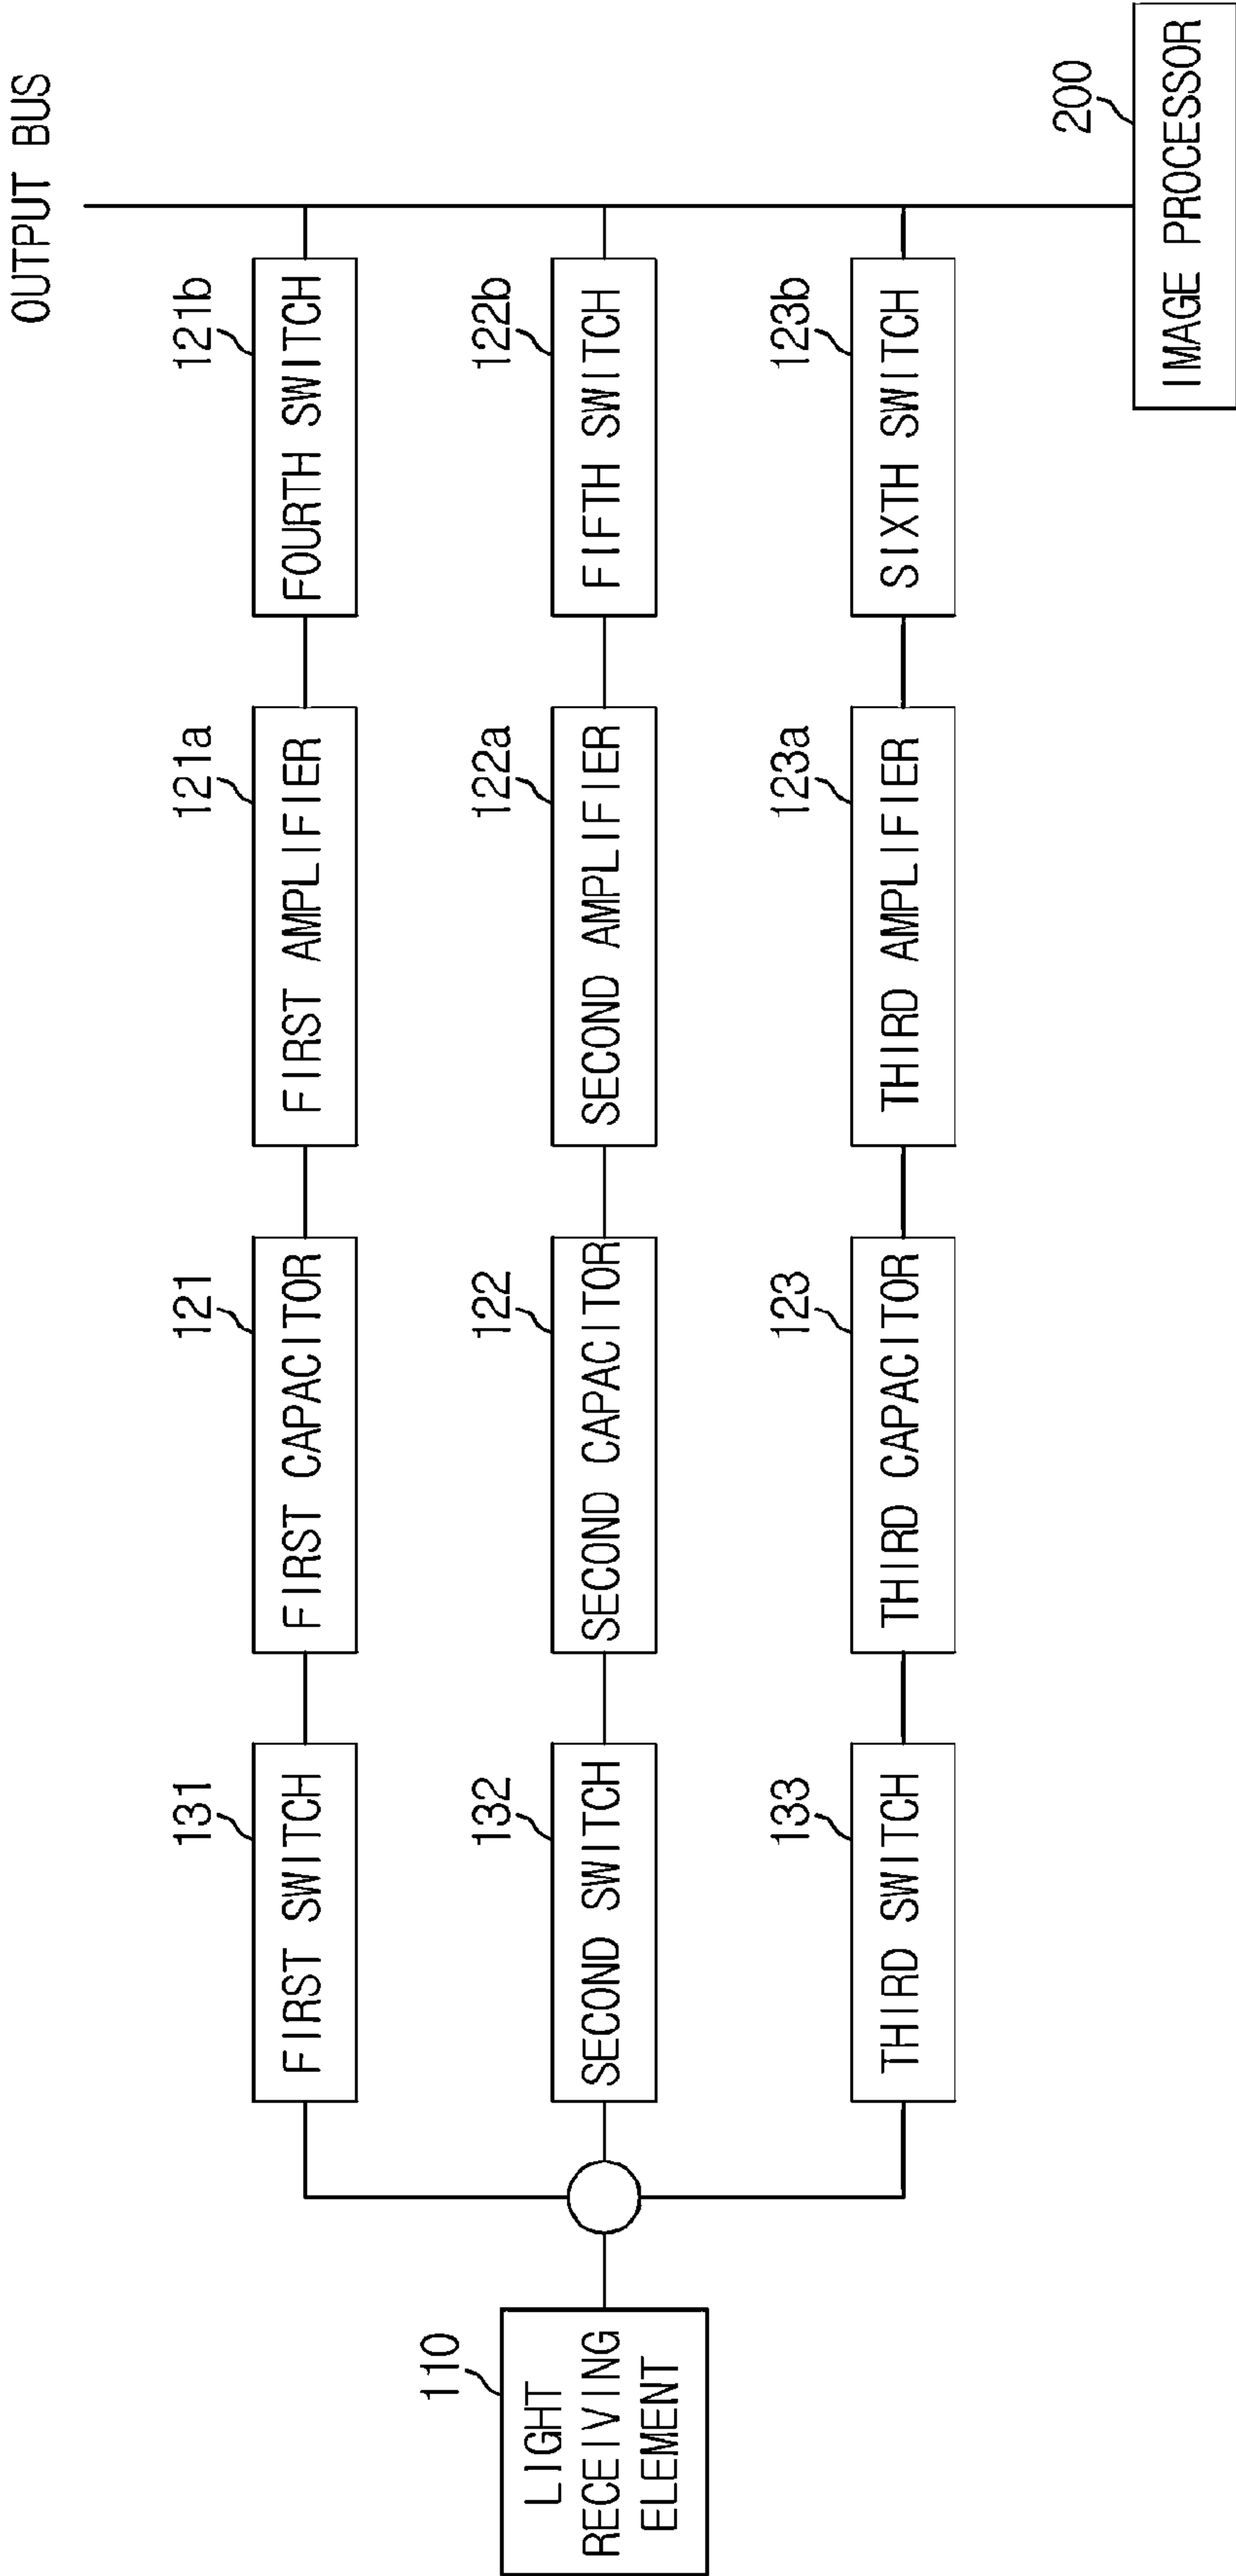 OUTPUT BUS
131
FIRST SWITCH
121
FIRST CAPACITOR
121a
FIRST AMPLIFIER
121b
FOURTH SWITCH
110
LIGHT
RECEIVING
ELEMENT
132
SECOND SWITCH
122
SECOND CAPACITOR
122a
SECOND AMPLIFIER
122b
FIFTH SWITCH
133
THIRD SWITCH
123
THIRD CAPACITOR
123a
THIRD AMPLIFIER
123b
SIXTH SWITCH
200
IMAGE PROCESSOR